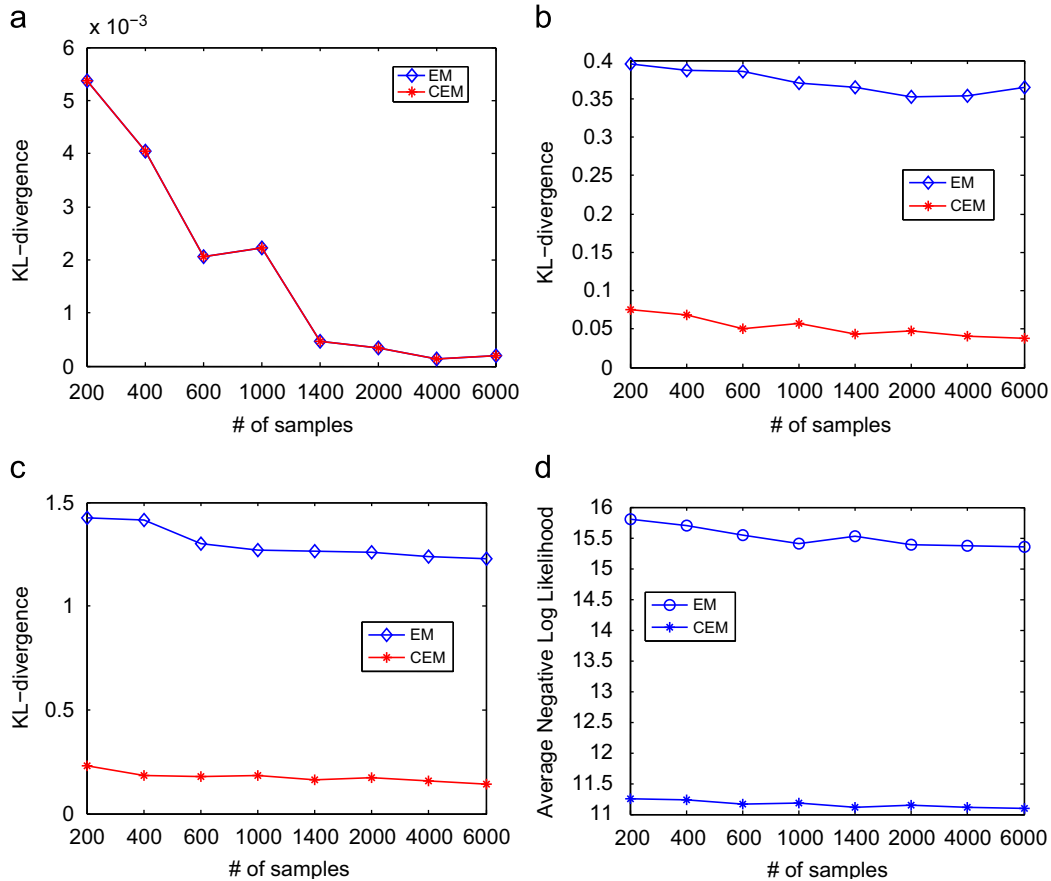 a
x 10−3
6
5
4
3
2
1
0
KL−divergence
EM
CEM
200 400 600 1000 1400 2000 4000 6000
# of samples
b
0.4
0.35
0.3
0.25
0.2
0.15
0.1
0.05
0
KL−divergence
EM
CEM
200 400 600 1000 1400 2000 4000 6000
# of samples
c
1.5
1
0.5
0
KL−divergence
EM
CEM
200 400 600 1000 1400 2000 4000 6000
# of samples
d
16
15.5
15
14.5
14
13.5
13
12.5
12
11.5
11
Average Negative Log Likelihood
EM
CEM
200 400 600 1000 1400 2000 4000 6000
# of samples